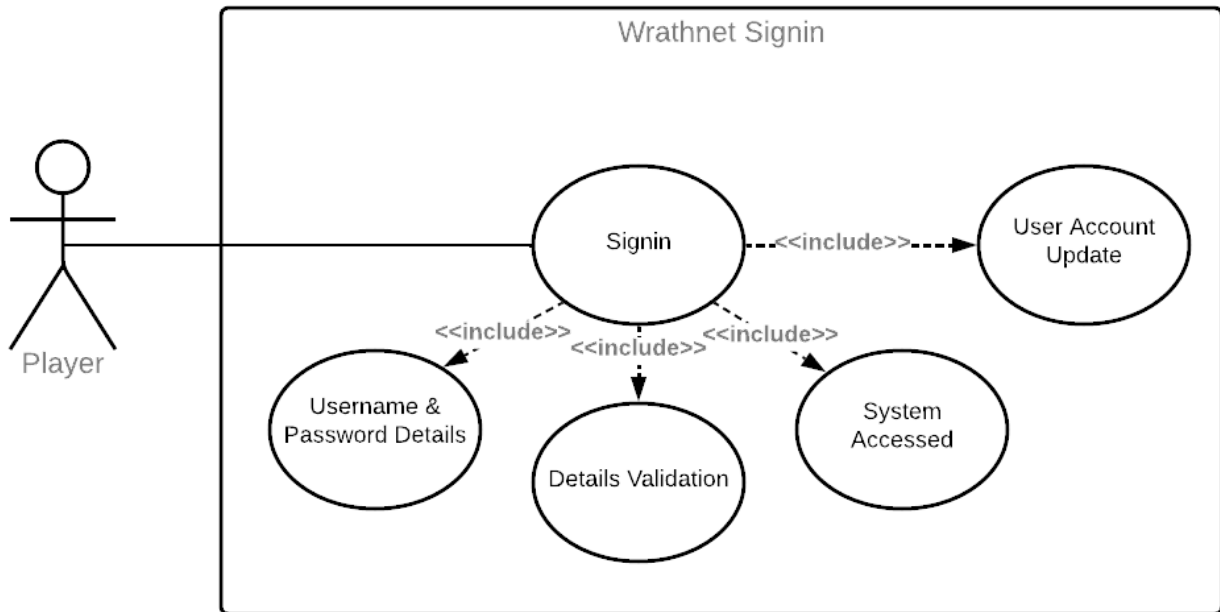 Wrathnet Signin
Signin
<<include>>
User Account
Update
<<include>>
<<include>>
<<include>>
Player
Username &
Password Details
Details Validation
System
Accessed